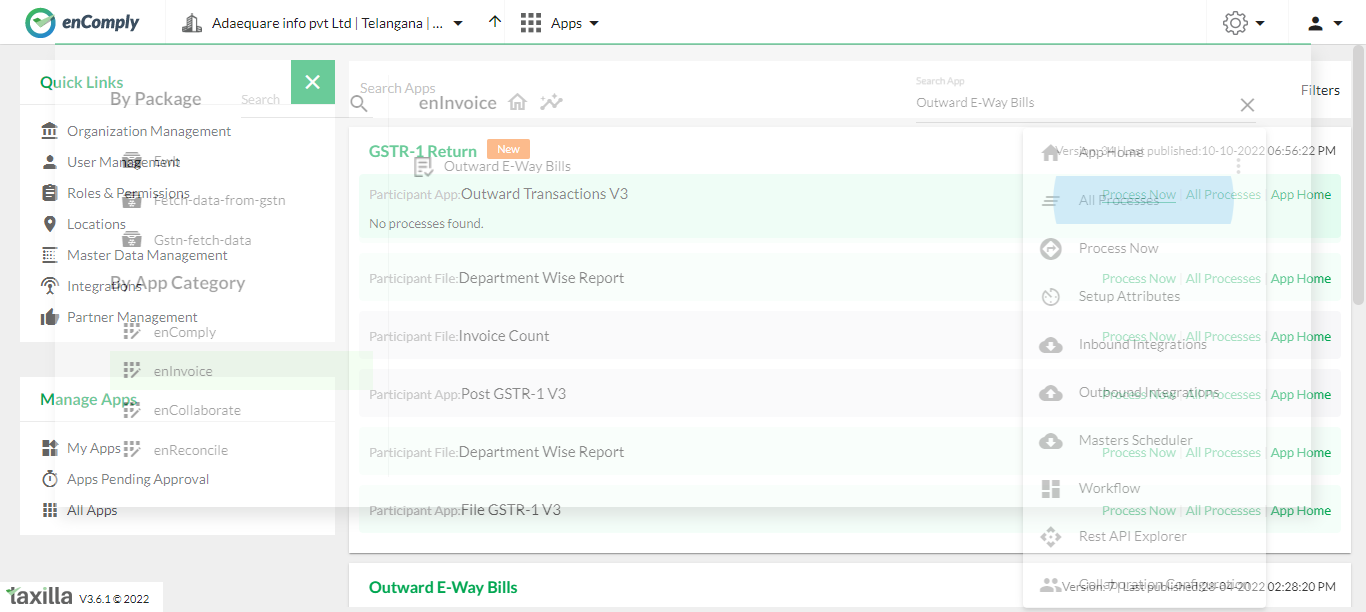 enComply
Adaequare info pvt Ltd | Telangana | ...
Apps
Quick Links
Search Apps
Search App
Outward E-Way Bills
Filters
By Package
Search
enInvoice
Organization Management
User Management
Roles & Permissions
Fetch-data-from-gstn
Locations
Gstn-fetch-data
Master Data Management
Integrations
By App Category
Partner Management
enComply
enInvoice
Manage Apps
enCollaborate
My Apps
enReconcile
Apps Pending Approval
All Apps
GSTR-1 Return New
Outward E-Way Bills
Last published:10-10-2022 06:56:22 PM
Participant App:Outward Transactions V3
Process Now | All Processes | App Home
No processes found.
Participant File:Department Wise Report
Process Now | All Processes | App Home
Participant File:Invoice Count
Process Now | All Processes | App Home
Participant App:Post GSTR-1 V3
Process Now | All Processes | App Home
Participant File:Department Wise Report
Process Now | All Processes | App Home
Participant App:File GSTR-1 V3
Process Now | All Processes | App Home
App Home
All Processes
Process Now
Setup Attributes
Inbound Integrations
Outbound Integrations
Masters Scheduler
Workflow
Rest API Explorer
Collaboration Configuration
Outward E-Way Bills
Version: 7 | Last published:28-04-2022 02:28:20 PM
taxilla V3.6.1 © 2022